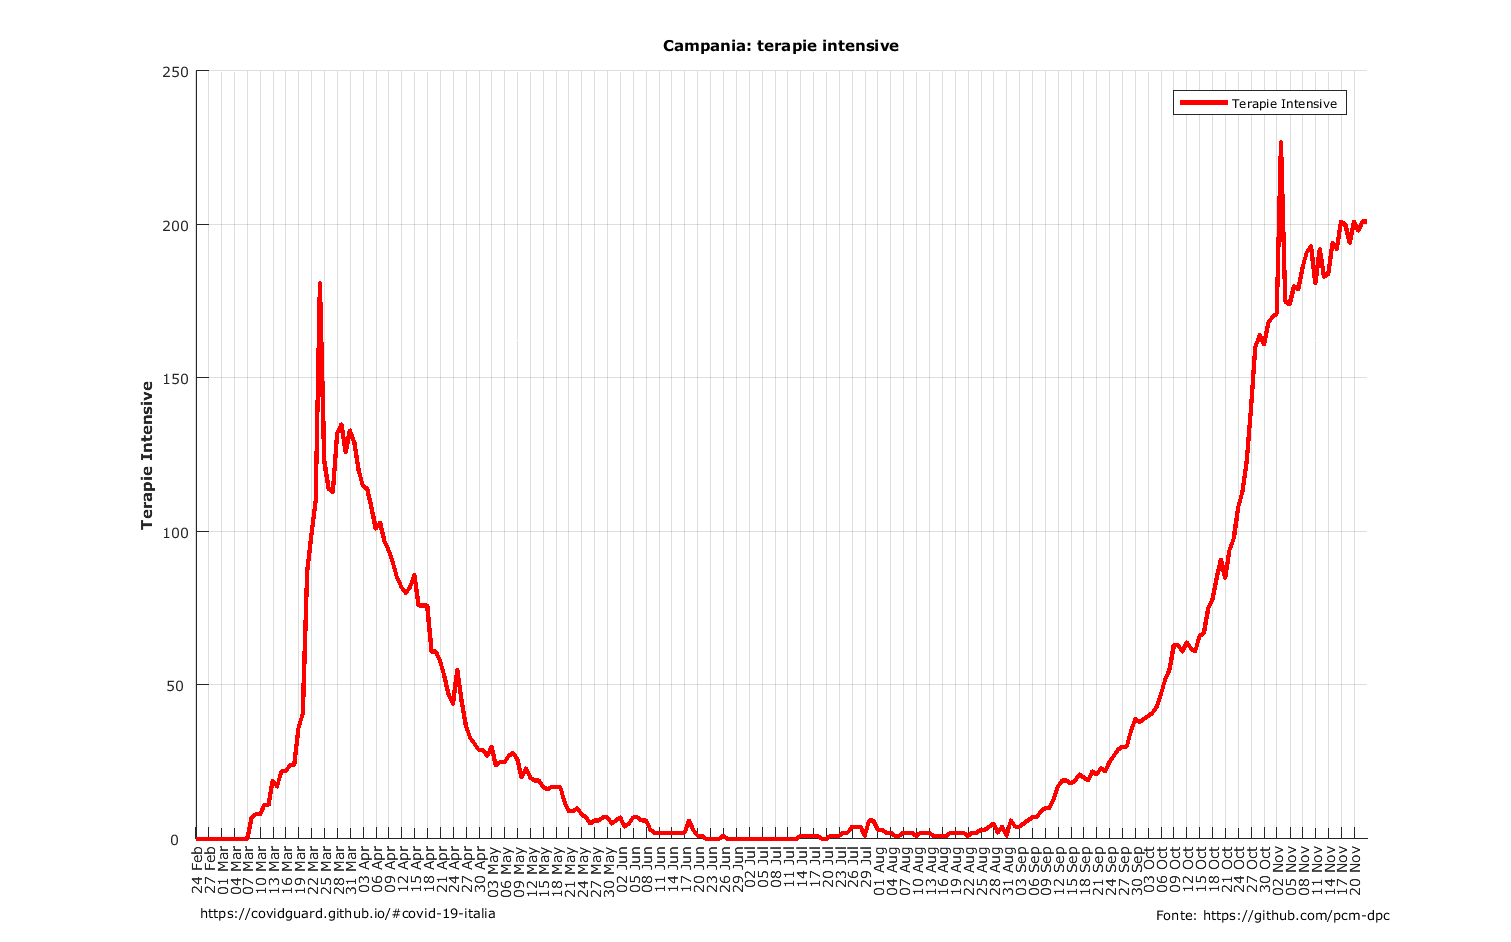 Campania: terapie intensive
250
Terapie Intensive
200
150
100
50
0
Terapie Intensive
24 Feb
27 Feb
01 Mar
04 Mar
07 Mar
10 Mar
13 Mar
16 Mar
19 Mar
22 Mar
25 Mar
28 Mar
31 Mar
03 Apr
06 Apr
09 Apr
12 Apr
15 Apr
18 Apr
21 Apr
24 Apr
27 Apr
30 Apr
03 May
06 May
09 May
12 May
15 May
18 May
21 May
24 May
27 May
30 May
02 Jun
05 Jun
08 Jun
11 Jun
14 Jun
17 Jun
20 Jun
23 Jun
26 Jun
29 Jun
02 Jul
05 Jul
08 Jul
11 Jul
14 Jul
17 Jul
20 Jul
23 Jul
26 Jul
29 Jul
01 Aug
04 Aug
07 Aug
10 Aug
13 Aug
16 Aug
19 Aug
22 Aug
25 Aug
28 Aug
31 Aug
03 Sep
06 Sep
09 Sep
12 Sep
15 Sep
18 Sep
21 Sep
24 Sep
27 Sep
30 Sep
03 Oct
06 Oct
09 Oct
12 Oct
15 Oct
18 Oct
21 Oct
24 Oct
27 Oct
30 Oct
02 Nov
05 Nov
08 Nov
11 Nov
14 Nov
17 Nov
20 Nov
https://covidguard.github.io/#covid-19-italia
Fonte: https://github.com/pcm-dpc